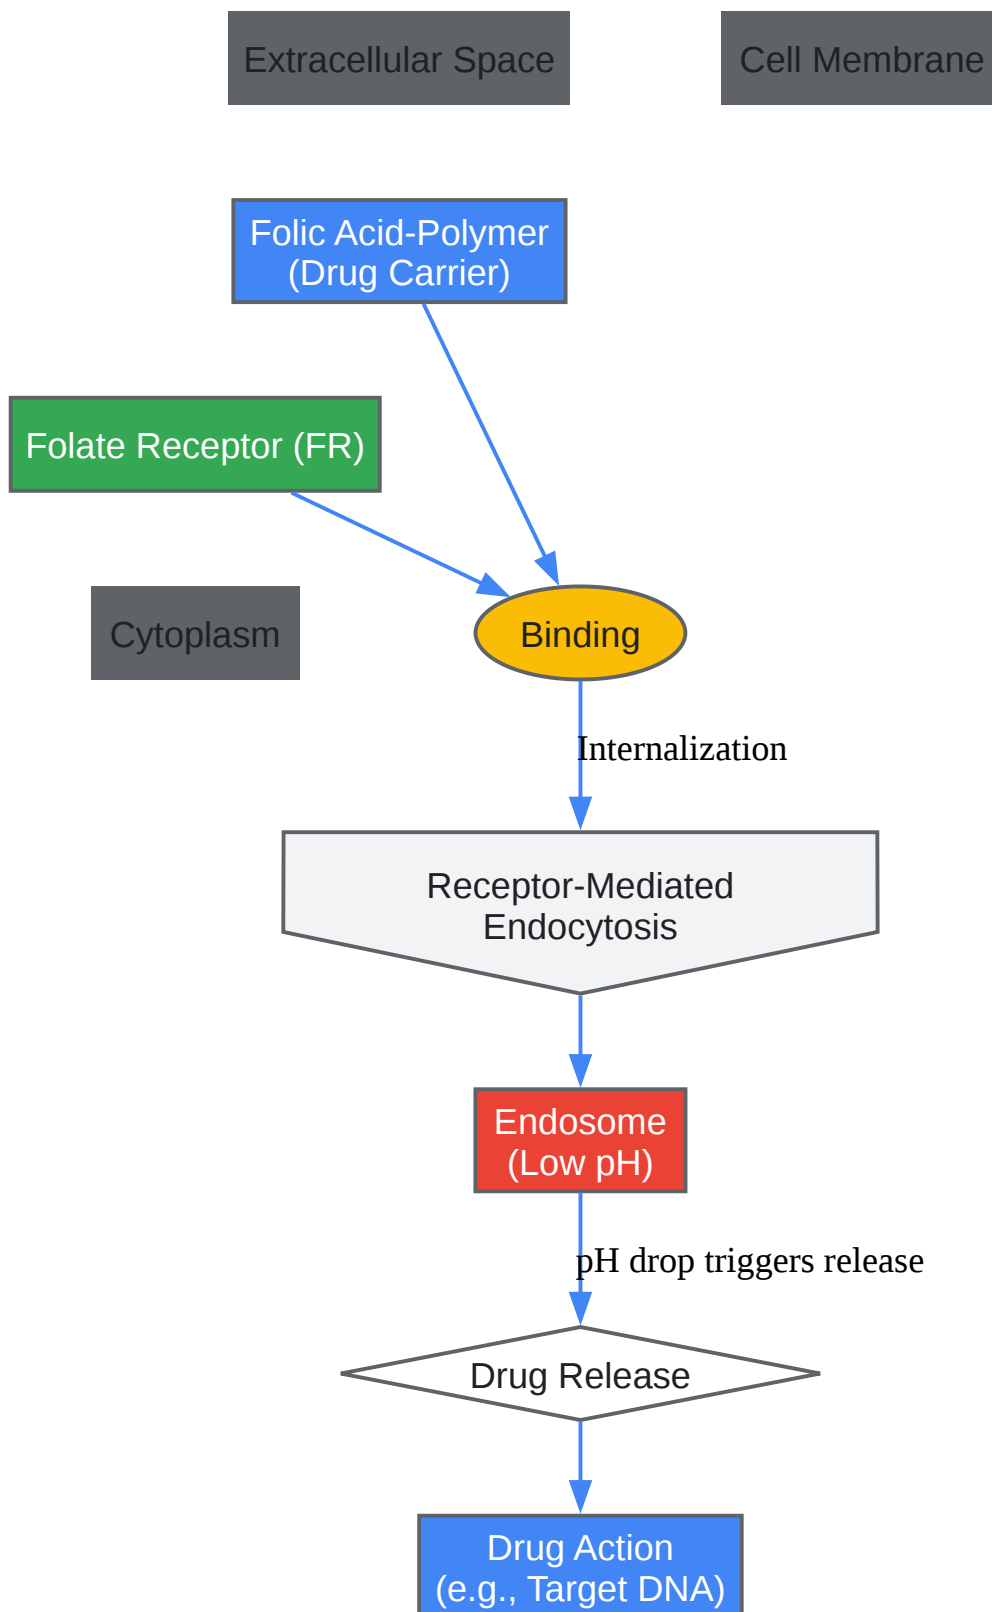 Extracellular Space
Cell Membrane
Folic Acid-Polymer
(Drug Carrier)
Folate Receptor (FR)
Cytoplasm
Binding
Internalization
Receptor-Mediated
Endocytosis
Endosome
(Low pH)
pH drop triggers release
Drug Release
Drug Action
(e.g., Target DNA)